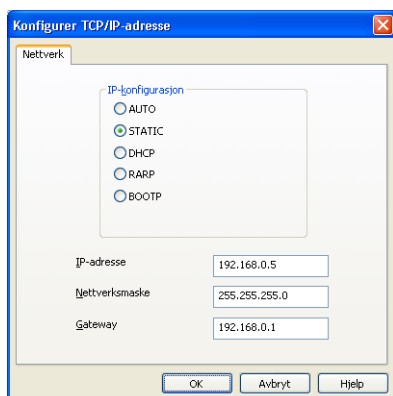 Konfigurer TCP/IP-adresse
Nettverk
IP-konfigurasjon
AUTO
STATIC
DHCP
RARP
BOOTP
IP-adresse 192.168.0.5
Nettverksmaske 255.255.255.0
Gateway 192.168.0.1
OK Avbryt Hjelp